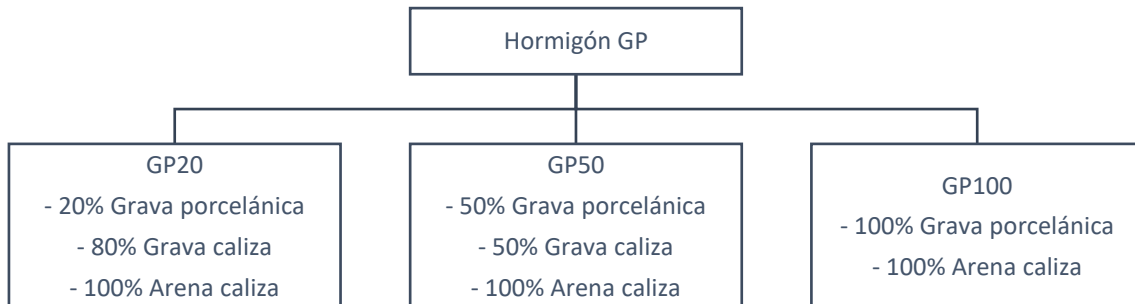 Hormigón GP
GP20
- 20% Grava porcelánica
- 80% Grava caliza
- 100% Arena caliza
GP50
- 50% Grava porcelánica
- 50% Grava caliza
- 100% Arena caliza
GP100
- 100% Grava porcelánica
- 100% Arena caliza